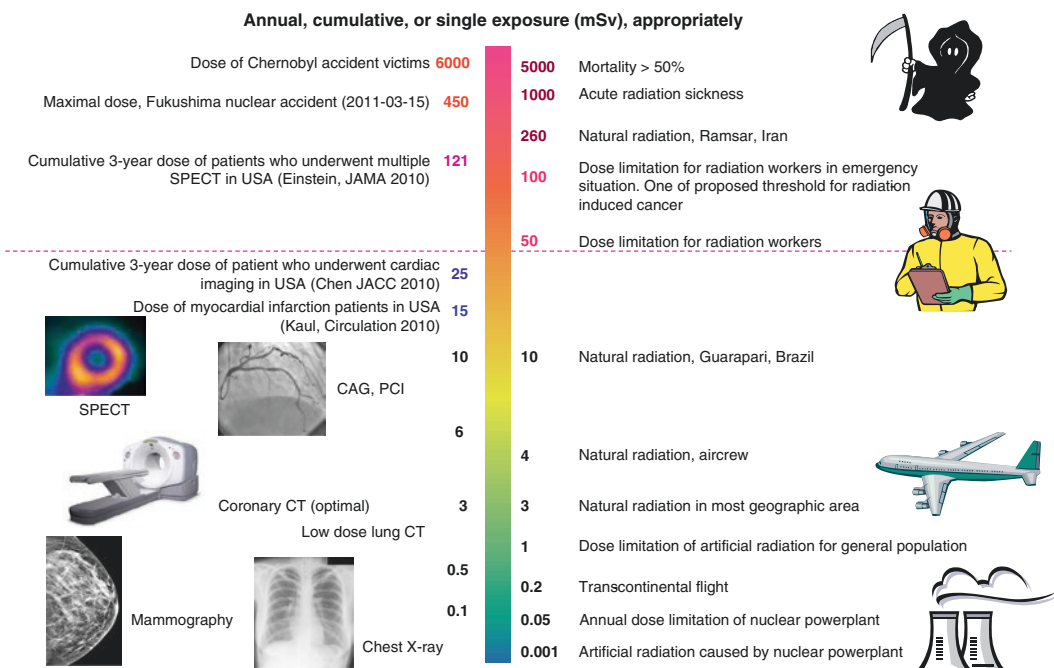 Annual, cumulative, or single exposure (mSv), appropriately
Dose of Chernobyl accident victims 6000
Maximal dose, Fukushima nuclear accident (2011-03-15) 450
Cumulative 3-year dose of patients who underwent multiple 121
SPECT in USA (Einstein, JAMA 2010)
Cumulative 3-year dose of patient who underwent cardiac
imaging in USA (Chen JACC 2010) 25
Dose of myocardial infarction patients in USA 15
(Kaul, Circulation 2010)
10
CAG, PCI
SPECT
6
Coronary CT (optimal) 3
Low dose lung CT
0.5
0.1
Mammography
Chest X-ray
5000 Mortality > 50%
1000 Acute radiation sickness
260 Natural radiation, Ramsar, Iran
100 Dose limitation for radiation workers in emergency
situation. One of proposed threshold for radiation
induced cancer
50 Dose limitation for radiation workers
10 Natural radiation, Guarapari, Brazil
4 Natural radiation, aircrew
3 Natural radiation in most geographic area
1 Dose limitation of artificial radiation for general population
0.2 Transcontinental flight
0.05 Annual dose limitation of nuclear powerplant
0.001 Artificial radiation caused by nuclear powerplant